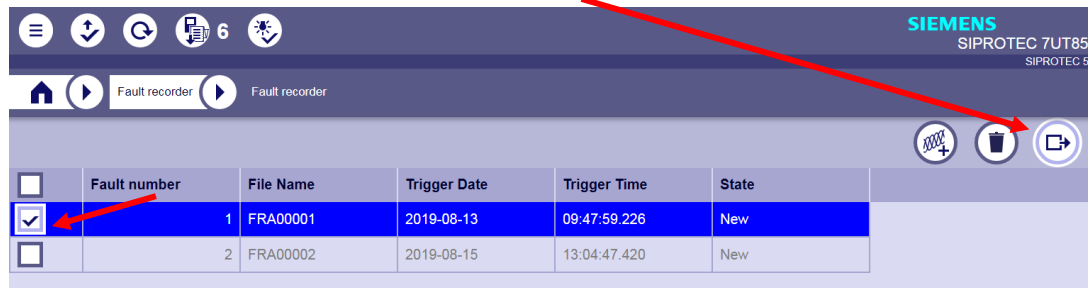 6
SIEMENS
SIPROTEC 7UT85
SIPROTEC 5
Fault recorder Fault recorder
Fault number File Name Trigger Date Trigger Time State
1 FRA00001 2019-08-13 09:47:59.226 New
2 FRA00002 2019-08-15 13:04:47.420 New